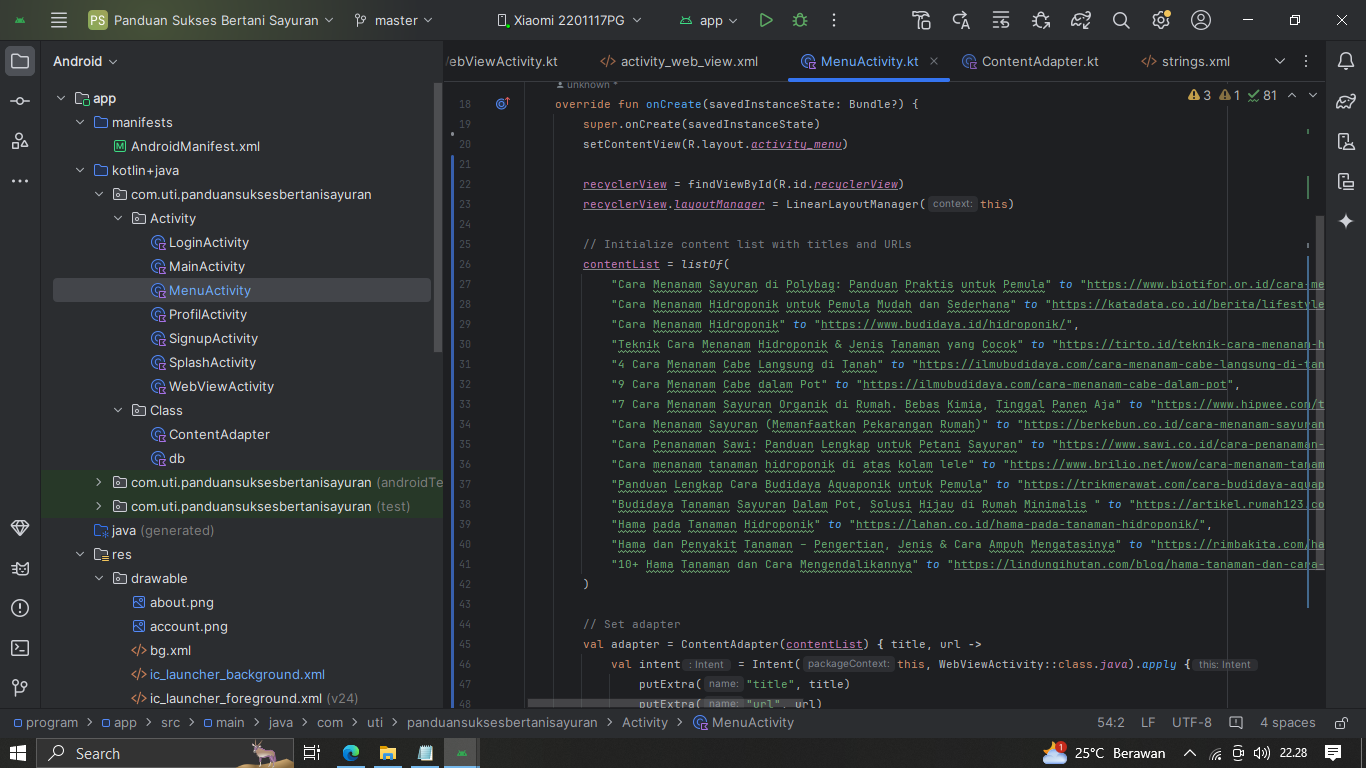 PS Panduan Sukses Bertani Sayuran master Xiaomi 2201117PG app
Android
app
manifests
AndroidManifest.xml
kotlin+java
com.uti.panduansuksesbertanisayuran
Activity
LoginActivity
MainActivity
MenuActivity
ProfilActivity
SignupActivity
SplashActivity
WebViewActivity
Class
ContentAdapter
db
com.uti.panduansuksesbertanisayuran (androidTe
com.uti.panduansuksesbertanisayuran (test)
java (generated)
res
drawable
about.png
account.png
bg.xml
ic_launcher_background.xml
ic_launcher_foreground.xml (v24)
ebViewActivity.kt activity_web_view.xml MenuActivity.kt ContentAdapter.kt strings.xml
unknown *
3 1 81
18 override fun onCreate(savedInstanceState: Bundle?) {
19 super.onCreate(savedInstanceState)
20 setContentView(R.layout.activity_menu)
21
22 recyclerView = findViewById(R.id.recyclerView)
23 recyclerView.layoutManager = LinearLayoutManager( context: this)
24
25 // Initialize content list with titles and URLs
26 contentList = listOf(
27 "Cara Menanam Sayuran di Polybag: Panduan Praktis untuk Pemula" to "https://www.biotifor.or.id/cara-me
28 "Cara Menanam Hidroponik untuk Pemula Mudah dan Sederhana" to "https://katadata.co.id/berita/lifestyle
29 "Cara Menanam Hidroponik" to "https://www.budidaya.id/hidroponik/",
30 "Teknik Cara Menanam Hidroponik & Jenis Tanaman yang Cocok" to "https://tirto.id/teknik-cara-menanam-h
31 "4 Cara Menanam Cabe Langsung di Tanah" to "https://ilmubudidaya.com/cara-menanam-cabe-langsung-di-tan
32 "9 Cara Menanam Cabe dalam Pot" to "https://ilmubudidaya.com/cara-menanam-cabe-dalam-pot",
33 "7 Cara Menanam Sayuran Organik di Rumah. Bebas Kimia, Tinggal Panen Aja" to "https://www.hipwee.com/t
34 "Cara Menanam Sayuran (Memanfaatkan Pekarangan Rumah)" to "https://berkebun.co.id/cara-menanam-sayuran
35 "Cara Penanaman Sawi: Panduan Lengkap untuk Petani Sayuran" to "https://www.sawi.co.id/cara-penanaman-
36 "Cara menanam tanaman hidroponik di atas kolam lele" to "https://www.brilio.net/wow/cara-menanam-tanam
37 "Panduan Lengkap Cara Budidaya Aquaponik untuk Pemula" to "https://trikmerawat.com/cara-budidaya-aquap
38 "Budidaya Tanaman Sayuran Dalam Pot, Solusi Hijau di Rumah Minimalis " to "https://artikel.rumah123.co
39 "Hama pada Tanaman Hidroponik" to "https://lahan.co.id/hama-pada-tanaman-hidroponik/",
40 "Hama dan Penyakit Tanaman - Pengertian, Jenis & Cara Ampuh Mengatasinya" to "https://rimbakita.com/ha
41 "10+ Hama Tanaman dan Cara Mengendalikannya" to "https://lindungihutan.com/blog/hama-tanaman-dan-cara-
42 )
43
44 // Set adapter
45 val adapter = ContentAdapter(contentList) { title, url ->
46 val intent : Intent = Intent( packageContext: this, WebViewActivity::class.java).apply { this: Intent
47 putExtra( name: "title", title)
48 putExtra( name: "url", url)
program > app > src > main > java > com > uti > panduansuksesbertanisayuran > Activity > MenuActivity 54:2 LF UTF-8 4 spaces
Search 1 25°C Berawan 22.28